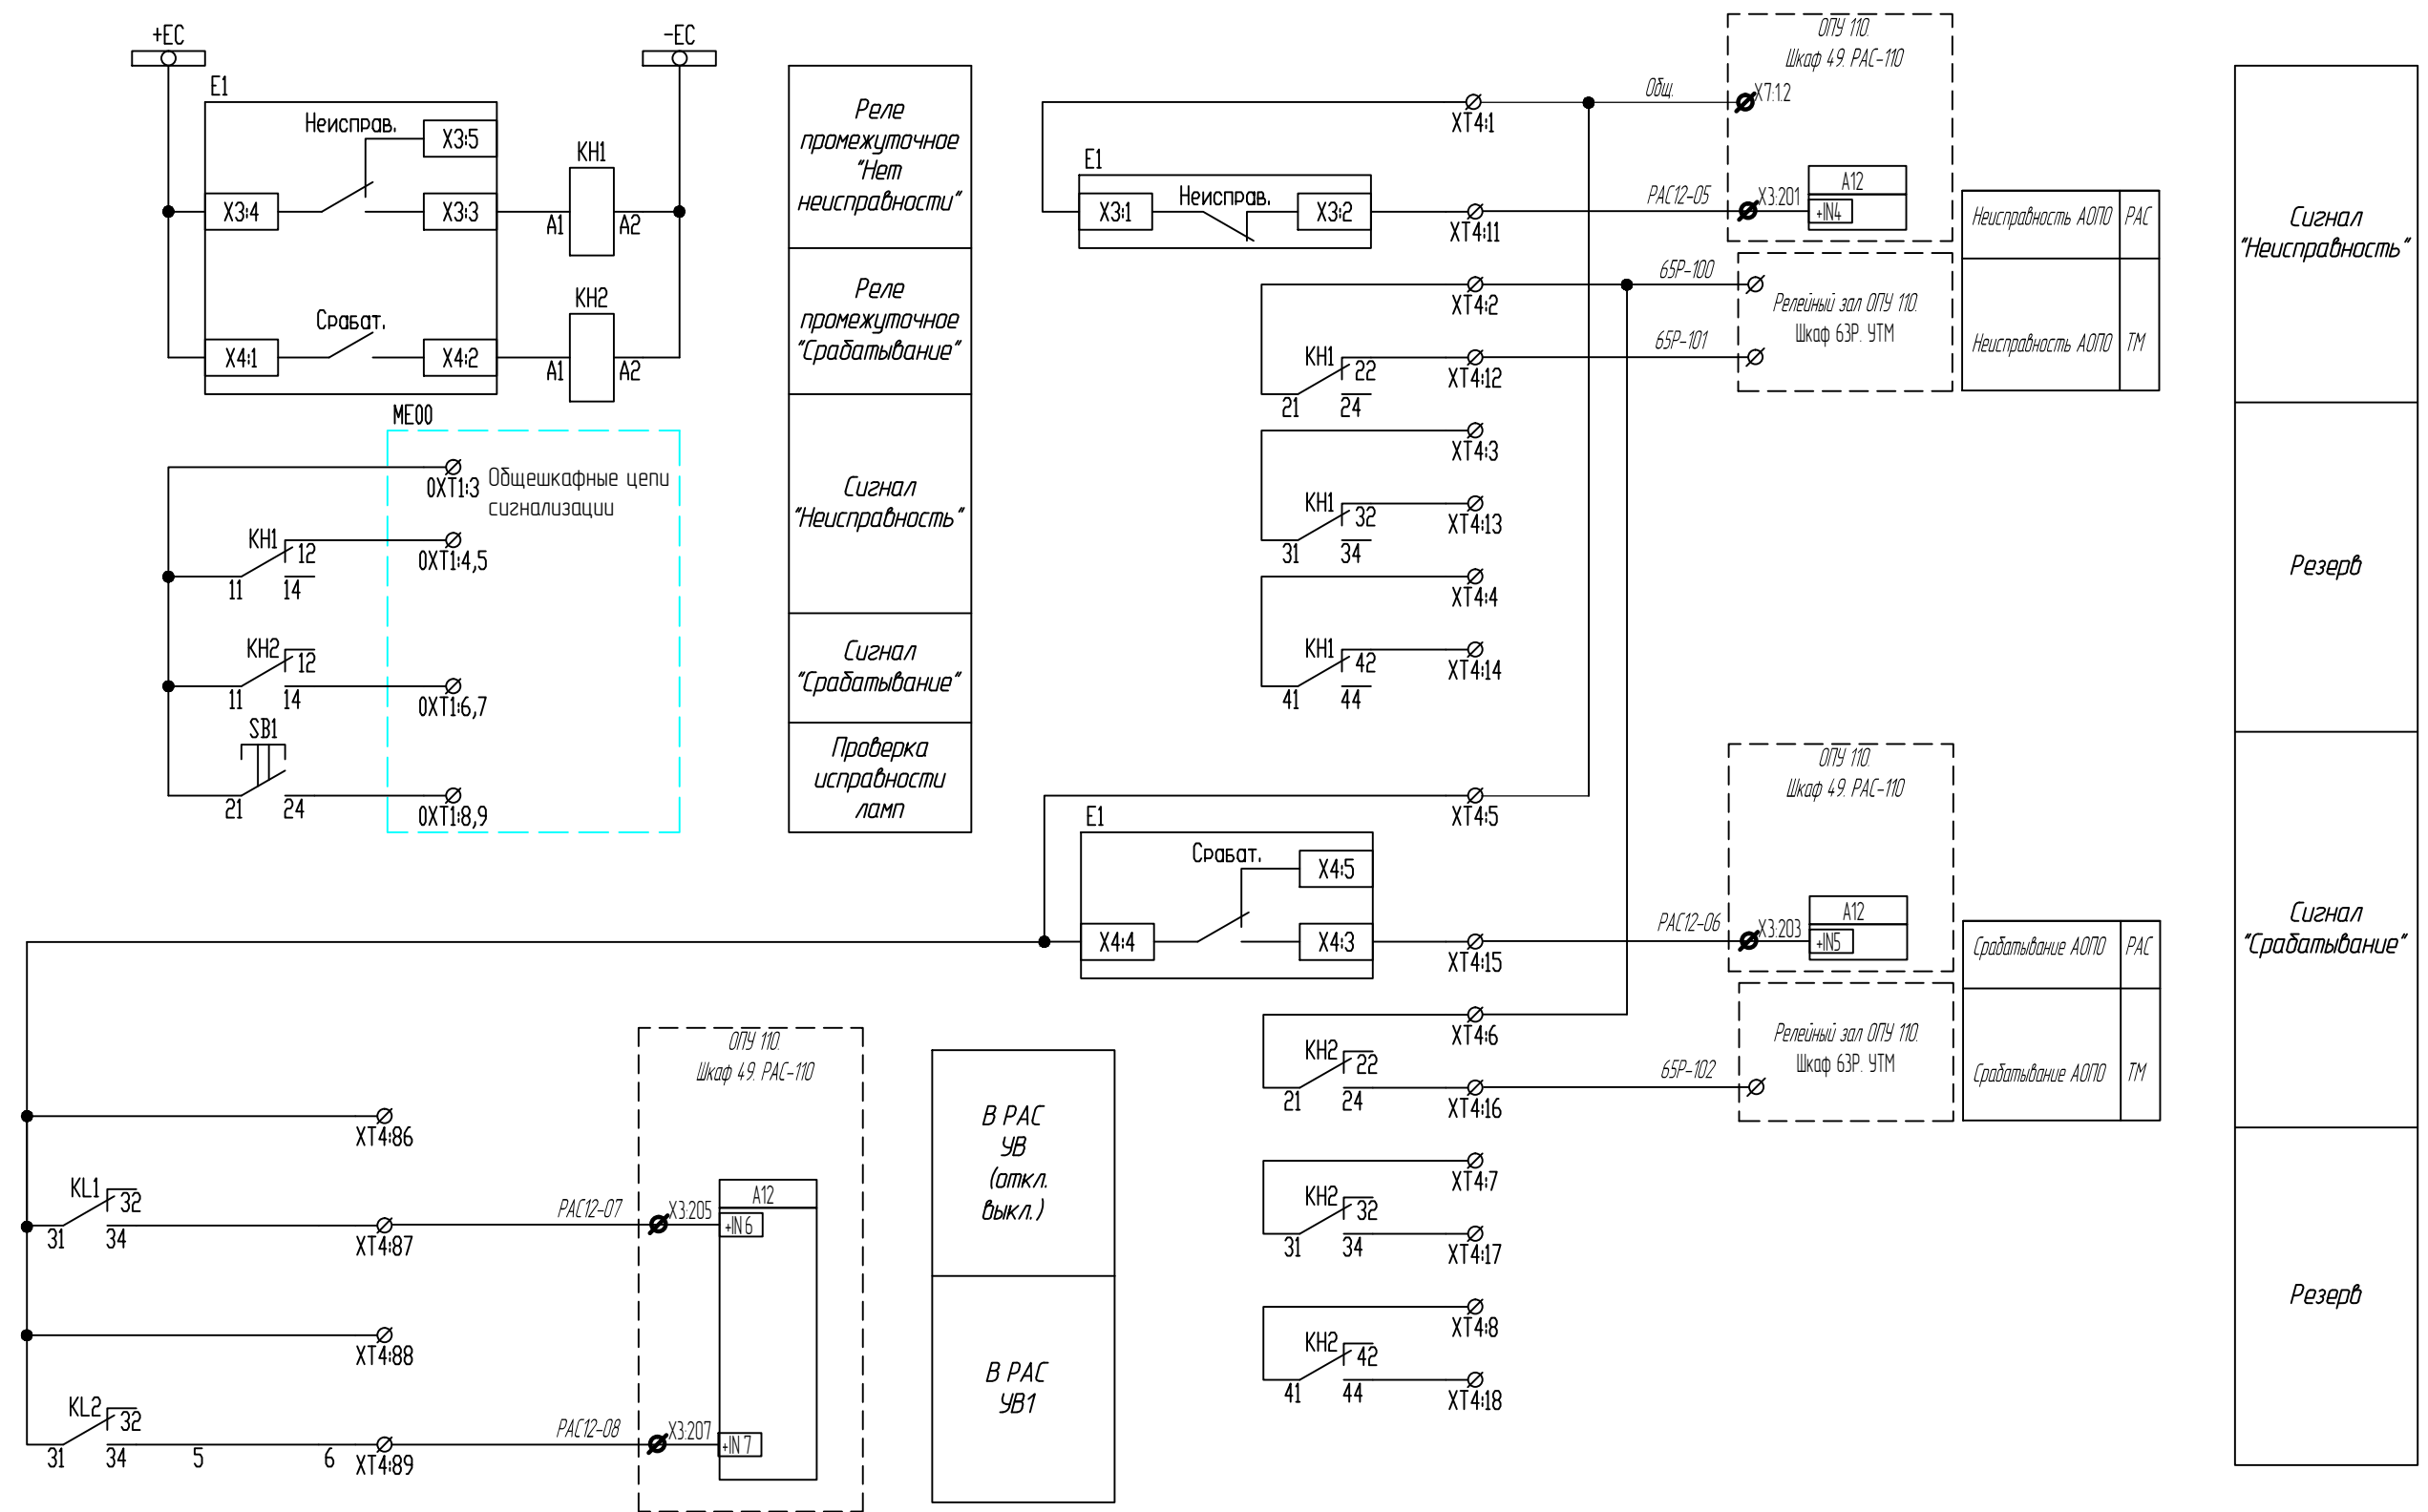 +EC
-EC
E1
Неисправ.
X3:5
X3:4
X3:3
KH1
A1
A2
Срабат.
X4:1
X4:2
KH2
A1
A2
ME00
0XT1:3
Общешкафные цепи
сигнализации
KH1
12
11
14
0XT1:4,5
KH2
12
11
14
0XT1:6,7
SB1
21
24
0XT1:8,9
Реле
промежуточное
"Нет
неисправности"
Реле
промежуточное
"Срабатывание"
Сигнал
"Неисправность"
Сигнал
"Срабатывание"
Проверка
исправности
ламп
XT4:1
Общ.
ОПУ 110.
Шкаф 49. РАС-110
X7:1.2
E1
X3:1
Неисправ.
X3:2
XT4:11
РАС12-05
X3:201
A12
+IN4
Неисправность АОПО
РАС
XT4:2
65Р-100
Релейный зал ОПУ 110.
Шкаф 63Р. УТМ
KH1
22
21
24
XT4:12
65Р-101
Неисправность АОПО
ТМ
XT4:3
KH1
32
31
34
XT4:13
XT4:4
KH1
42
41
44
XT4:14
XT4:5
E1
Срабат.
X4:5
X4:4
X4:3
XT4:15
РАС12-06
ОПУ 110.
Шкаф 49. РАС-110
X3:203
A12
+IN5
Срабатывание АОПО
РАС
XT4:6
KH2
22
21
24
XT4:16
65Р-102
Релейный зал ОПУ 110.
Шкаф 63Р. УТМ
Срабатывание АОПО
ТМ
XT4:7
KH2
32
31
34
XT4:17
XT4:8
KH2
42
41
44
XT4:18
Сигнал
"Неисправность"
Резерв
Сигнал
"Срабатывание"
Резерв
XT4:86
KL1
32
31
34
XT4:87
РАС12-07
ОПУ 110.
Шкаф 49. РАС-110
X3:205
A12
+IN 6
XT4:88
KL2
32
31
34
5
6
XT4:89
РАС12-08
X3:207
+IN 7
В РАС
УВ
(откл.
выкл.)
В РАС
УВ1